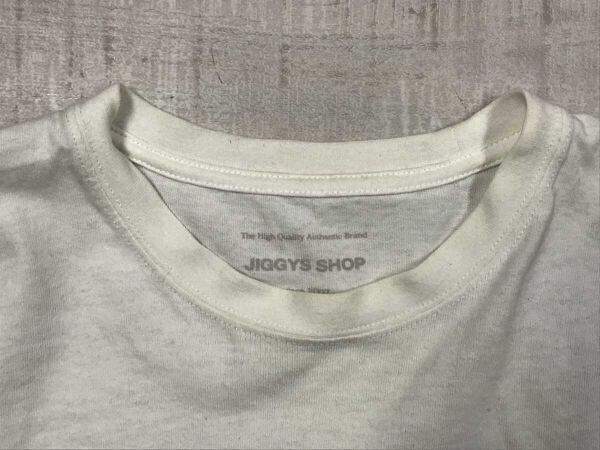 The High Quality Authentic Brand
JIGGYS SHOP